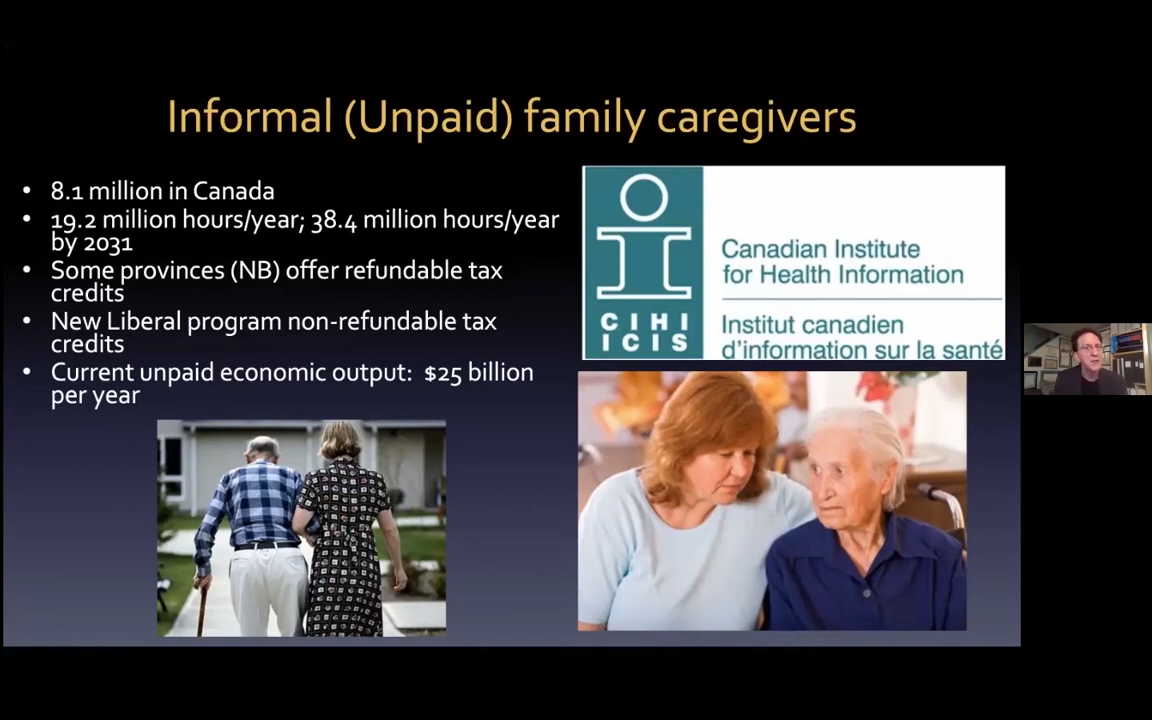 Informal (Unpaid) family caregivers
• 8.1 million in Canada
• 19.2 million hours/year; 38.4 million hours/year
by 2031
• Some provinces (NB) offer refundable tax
credits
• New Liberal program non-refundable tax
credits
• Current unpaid economic output: $25 billion
per year
CIHI
ICIS
Canadian Institute
for Health Information
Institut canadien
d'information sur la santé